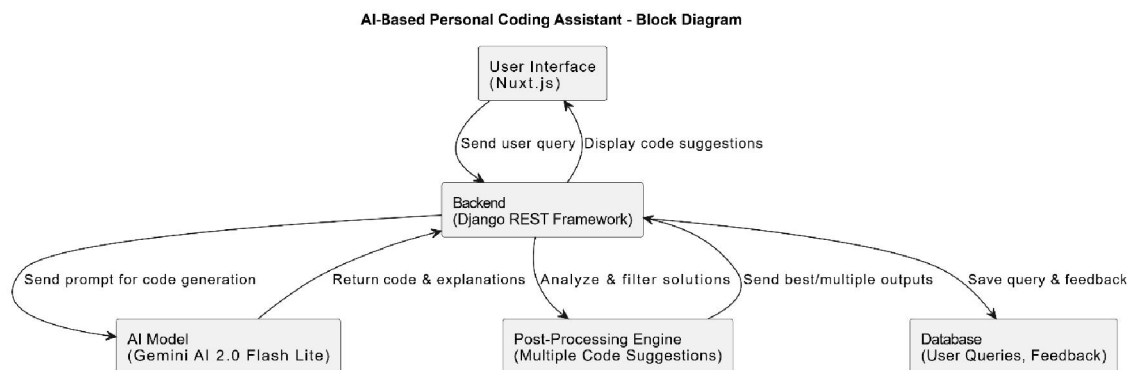 AI-Based Personal Coding Assistant - Block Diagram
User Interface
(Nuxt.js)
Send user query
Display code suggestions
Backend
(Django REST Framework)
Send prompt for code generation
Return code & explanations
Analyze & filter solutions
Send best/multiple outputs
Save query & feedback
AI Model
(Gemini AI 2.0 Flash Lite)
Post-Processing Engine
(Multiple Code Suggestions)
Database
(User Queries, Feedback)